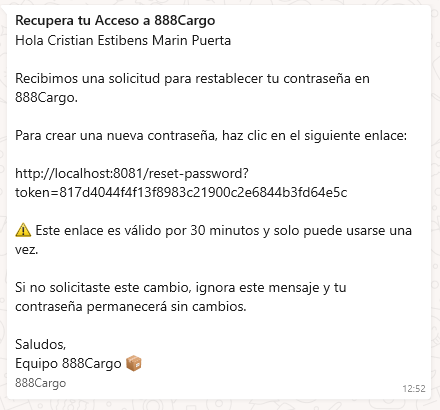 Recupera tu Acceso a 888Cargo
Hola Cristian Estibens Marin Puerta
Recibimos una solicitud para restablecer tu contraseña en
888Cargo.
Para crear una nueva contraseña, haz clic en el siguiente enlace:
http://localhost:8081/reset-password?
token=817d4044f4f13f8983c21900c2e6844b3fd64e5c
⚠️ Este enlace es válido por 30 minutos y solo puede usarse una
vez.
Si no solicitaste este cambio, ignora este mensaje y tu
contraseña permanecerá sin cambios.
Saludos,
Equipo 888Cargo 📦
888Cargo
12:52